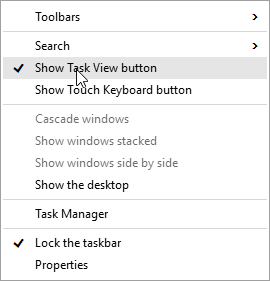 Toolbars
Search
Show Task View button
Show Touch Keyboard button
Cascade windows
Show windows stacked
Show windows side by side
Show the desktop
Task Manager
Lock the taskbar
Properties